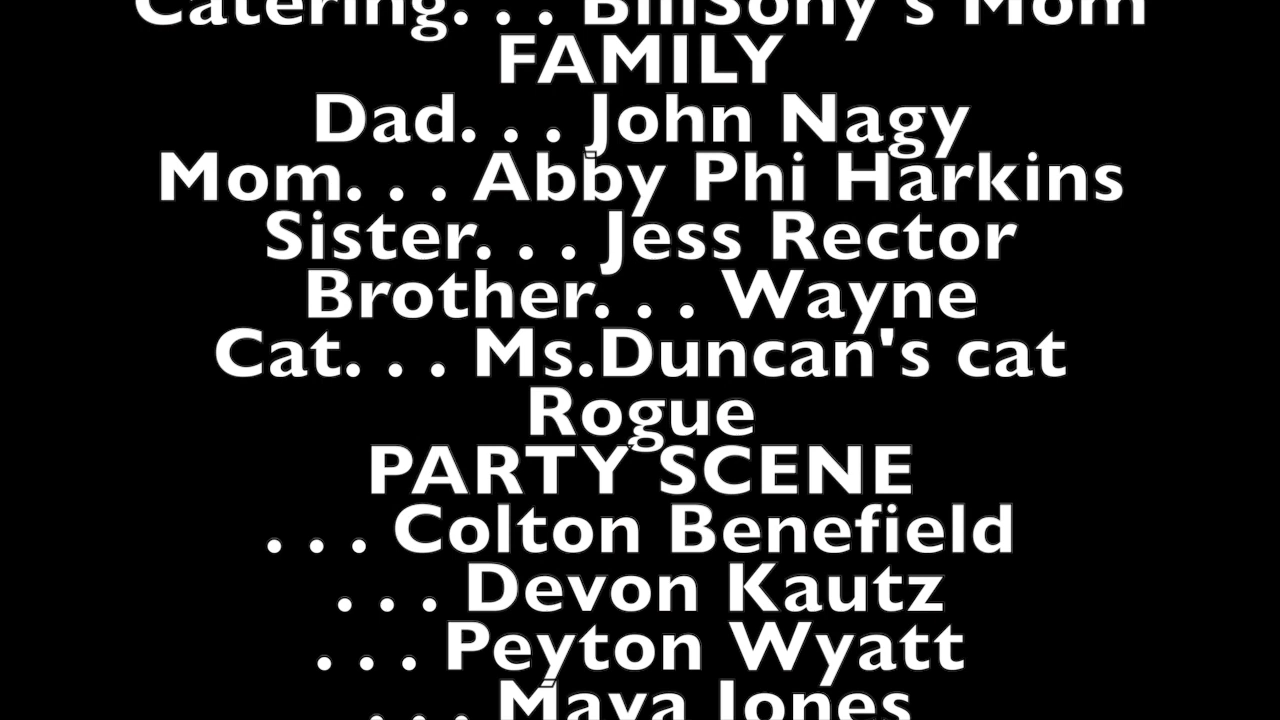 Catering. . . BillSony's Mom
FAMILY
Dad. . . John Nagy
Mom. . . Abby Phi Harkins
Sister. . . Jess Rector
Brother. . . Wayne
Cat. . . Ms.Duncan's cat
Rogue
PARTY SCENE
. . . Colton Benefield
. . . Devon Kautz
. . . Peyton Wyatt
. . . Maya Jones